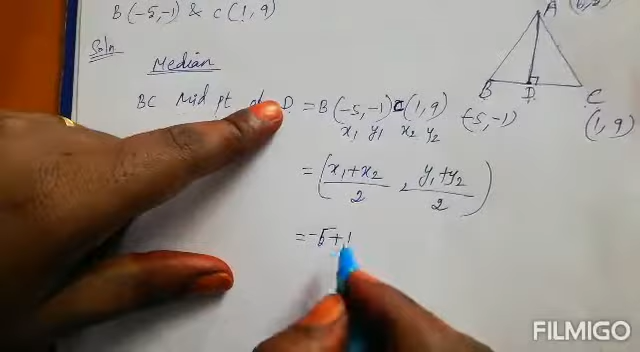 B(-5,-1) & C(1,9)
Soln
Median
BC Mid pt D = B(-5,-1) C(1,9)
x1 y1 x2 y2
= (x1+x2/2 , y1+y2/2)
= -5+1
A
B D C
(-5,-1) (1,9)
FILMIGO